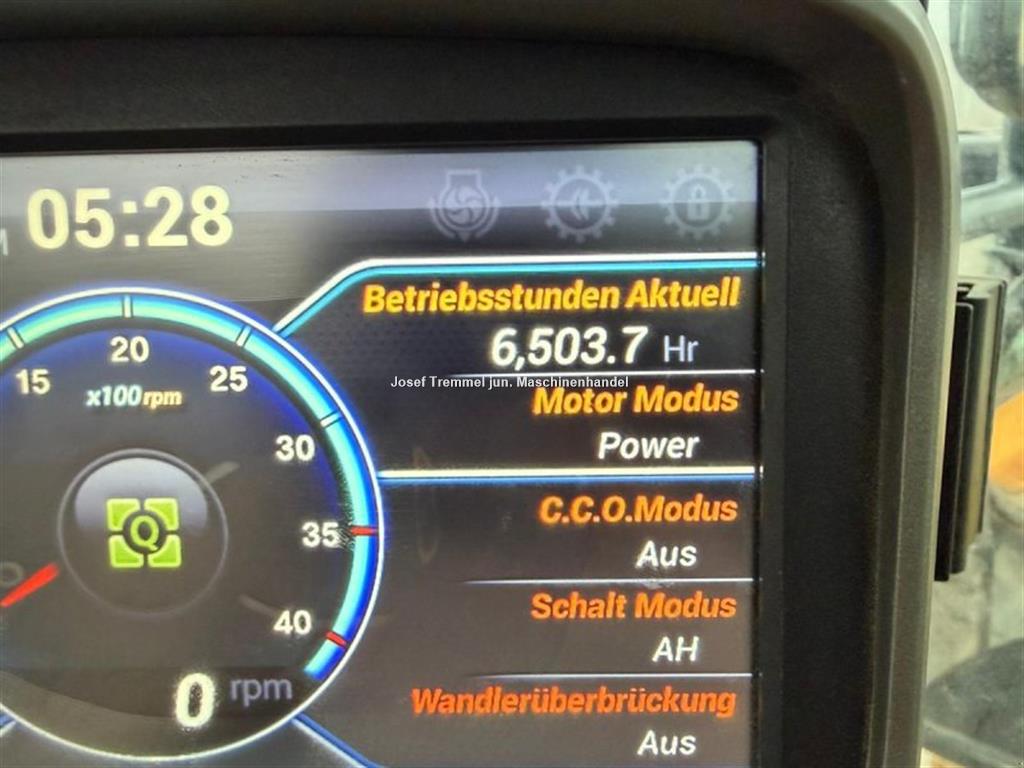 05:28
Betriebsstunden Aktuell
6,503.7 Hr
Josef Tremmel jun. Maschinenhandel
Motor Modus
Power
C.C.O.Modus
Aus
Schalt Modus
AH
Wandlerüberbrückung
Aus
15
20
25
x100rpm
30
35
40
Q
0 rpm